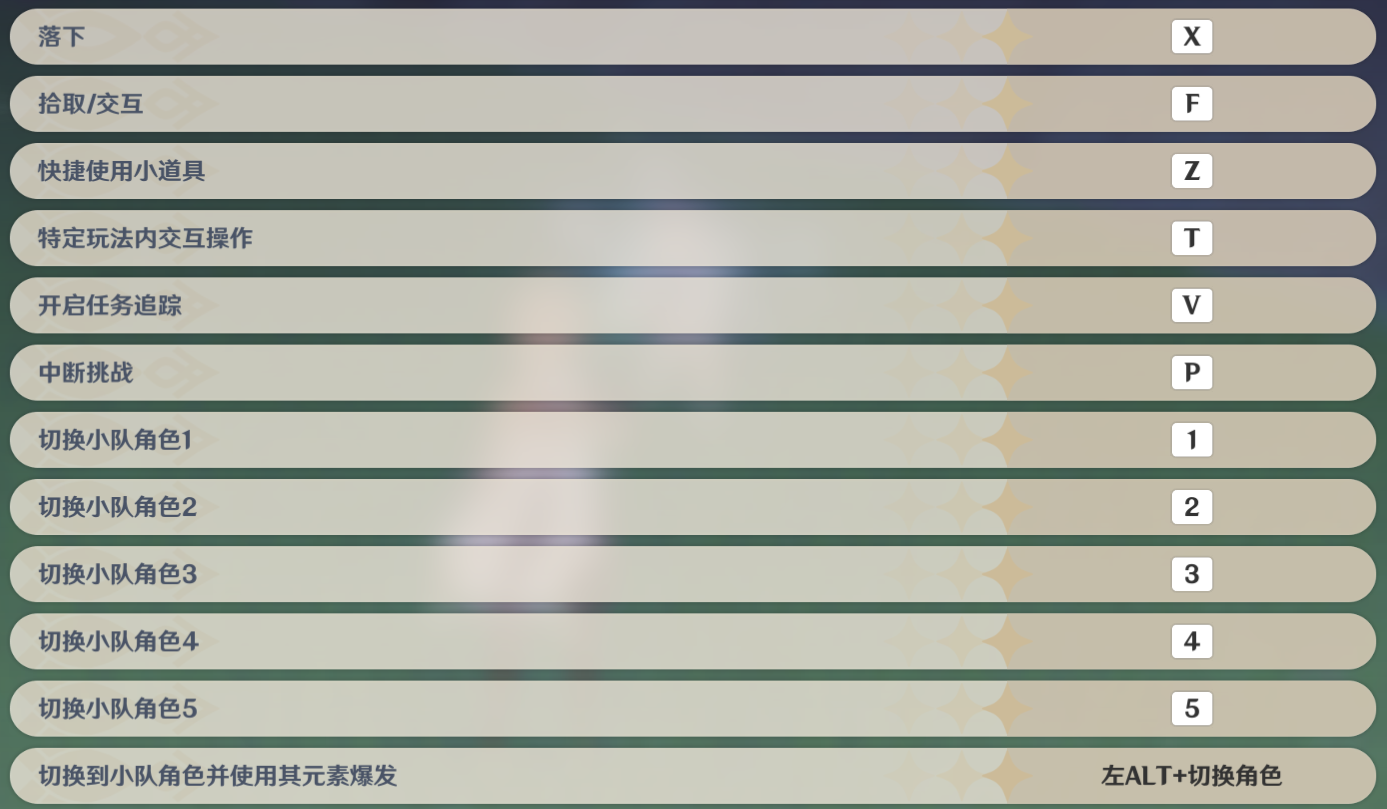 落下 X
拾取/交互 F
快捷使用小道具 Z
特定玩法内交互操作 T
开启任务追踪 V
中断挑战 P
切换小队角色1 1
切换小队角色2 2
切换小队角色3 3
切换小队角色4 4
切换小队角色5 5
切换到小队角色并使用其元素爆发 左ALT+切换角色